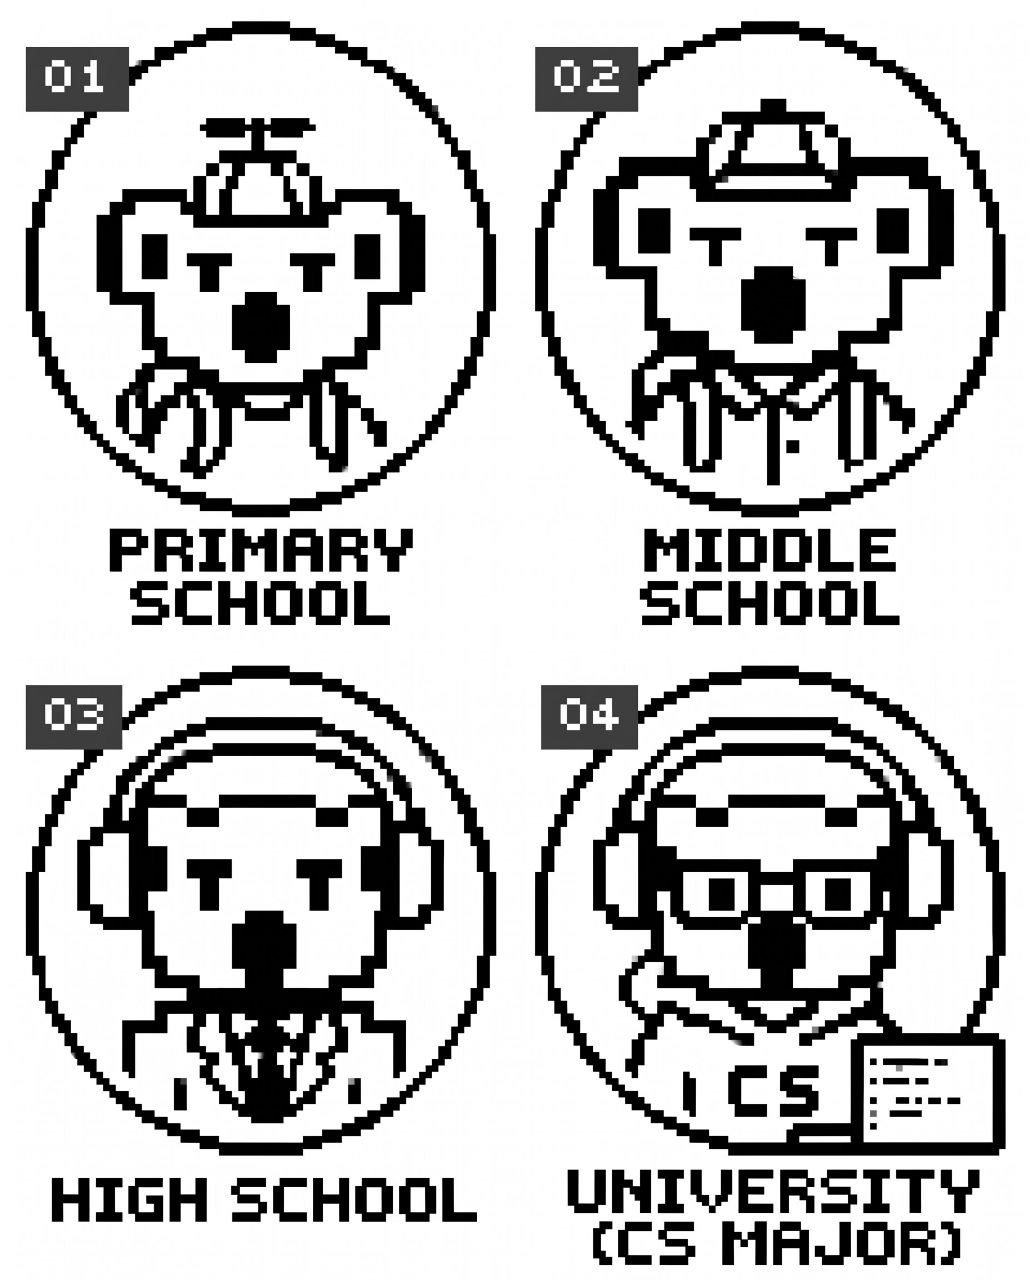 01
02
PRIMARY
SCHOOL
MIDDLE
SCHOOL
03
04
CS
HIGH SCHOOL
UNIVERSITY
(CS MAJOR)